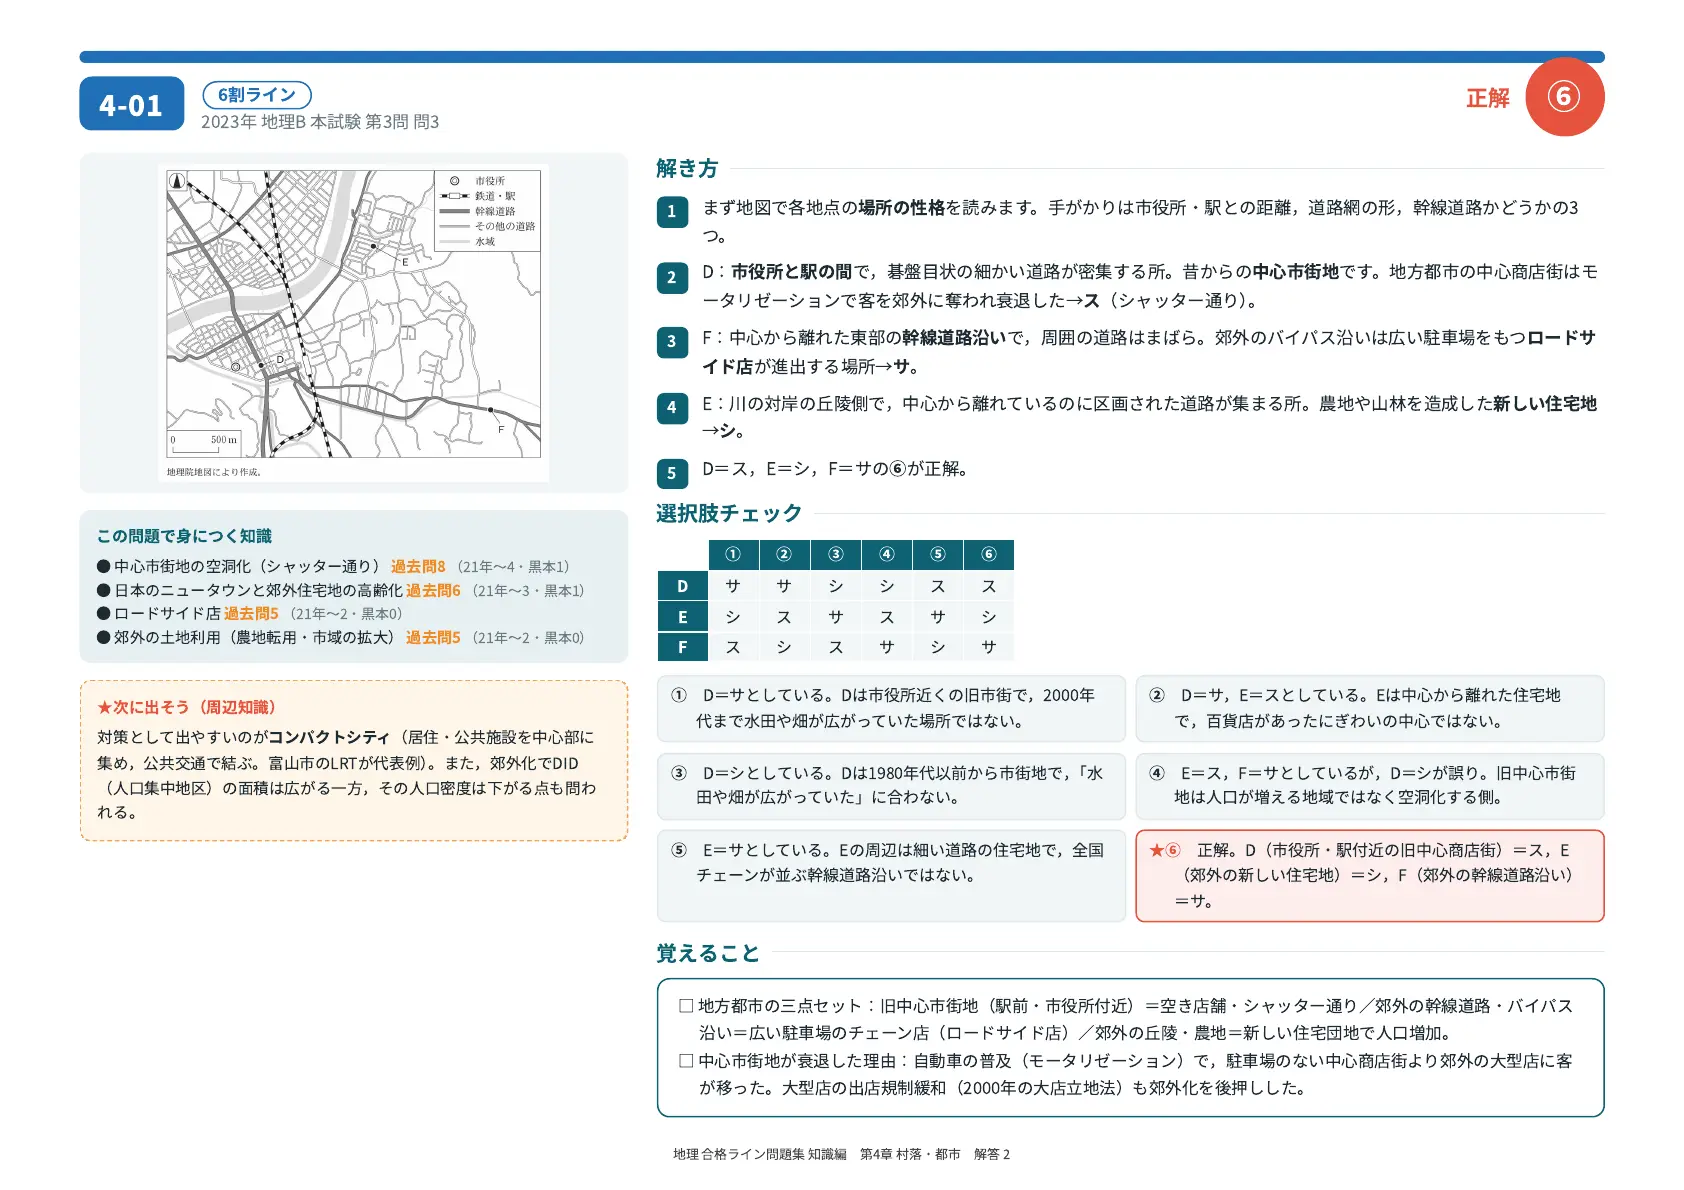 4-01
6割ライン
2023年 地理B 本試験 第3問 問3
正解 ⑥
市役所
鉄道・駅
幹線道路
その他の道路
水域
E
D
F
0 500m
地理院地図により作成。
この問題で身につく知識
●中心市街地の空洞化（シャッター通り） 過去問8 （21年〜4・黒本1）
●日本のニュータウンと郊外住宅地の高齢化 過去問6 （21年〜3・黒本1）
●ロードサイド店 過去問5 （21年〜2・黒本0）
●郊外の土地利用（農地転用・市域の拡大） 過去問5 （21年〜2・黒本0）
★次に出そう（周辺知識）
対策として出やすいのがコンパクトシティ（居住・公共施設を中心部に
集め，公共交通で結ぶ。富山市のLRTが代表例）。また，郊外化でDID
（人口集中地区）の面積は広がる一方，その人口密度は下がる点も問わ
れる。
解き方
1 まず地図で各地点の場所の性格を読みます。手がかりは市役所・駅との距離，道路網の形，幹線道路かどうかの3
つ。
2 D：市役所と駅の間で，碁盤目状の細かい道路が密集する所。昔からの中心市街地です。地方都市の中心商店街はモ
ータリゼーションで客を郊外に奪われ衰退した→ス（シャッター通り）。
3 F：中心から離れた東部の幹線道路沿いで，周囲の道路はまばら。郊外のバイパス沿いは広い駐車場をもつロードサ
イド店が進出する場所→サ。
4 E：川の対岸の丘陵側で，中心から離れているのに区画された道路が集まる所。農地や山林を造成した新しい住宅地
→シ。
5 D＝ス，E＝シ，F＝サの⑥が正解。
選択肢チェック
① ② ③ ④ ⑤ ⑥
D サ サ シ シ ス ス
E シ ス サ ス サ シ
F ス シ ス サ シ サ
① D＝サとしている。Dは市役所近くの旧市街で，2000年
代まで水田や畑が広がっていた場所ではない。
② D＝サ，E＝スとしている。Eは中心から離れた住宅地
で，百貨店があったにぎわいの中心ではない。
③ D＝シとしている。Dは1980年代以前から市街地で，「水
田や畑が広がっていた」に合わない。
④ E＝ス，F＝サとしているが，D＝シが誤り。旧中心市街
地は人口が増える地域ではなく空洞化する側。
⑤ E＝サとしている。Eの周辺は細い道路の住宅地で，全国
チェーンが並ぶ幹線道路沿いではない。
★⑥ 正解。D（市役所・駅付近の旧中心商店街）＝ス，E
（郊外の新しい住宅地）＝シ，F（郊外の幹線道路沿い）
＝サ。
覚えること
□ 地方都市の三点セット：旧中心市街地（駅前・市役所付近）＝空き店舗・シャッター通り／郊外の幹線道路・バイパス
沿い＝広い駐車場のチェーン店（ロードサイド店）／郊外の丘陵・農地＝新しい住宅団地で人口増加。
□ 中心市街地が衰退した理由：自動車の普及（モータリゼーション）で，駐車場のない中心商店街より郊外の大型店に客
が移った。大型店の出店規制緩和（2000年の大店立地法）も郊外化を後押しした。
地理 合格ライン問題集 知識編 第4章 村落・都市 解答 2